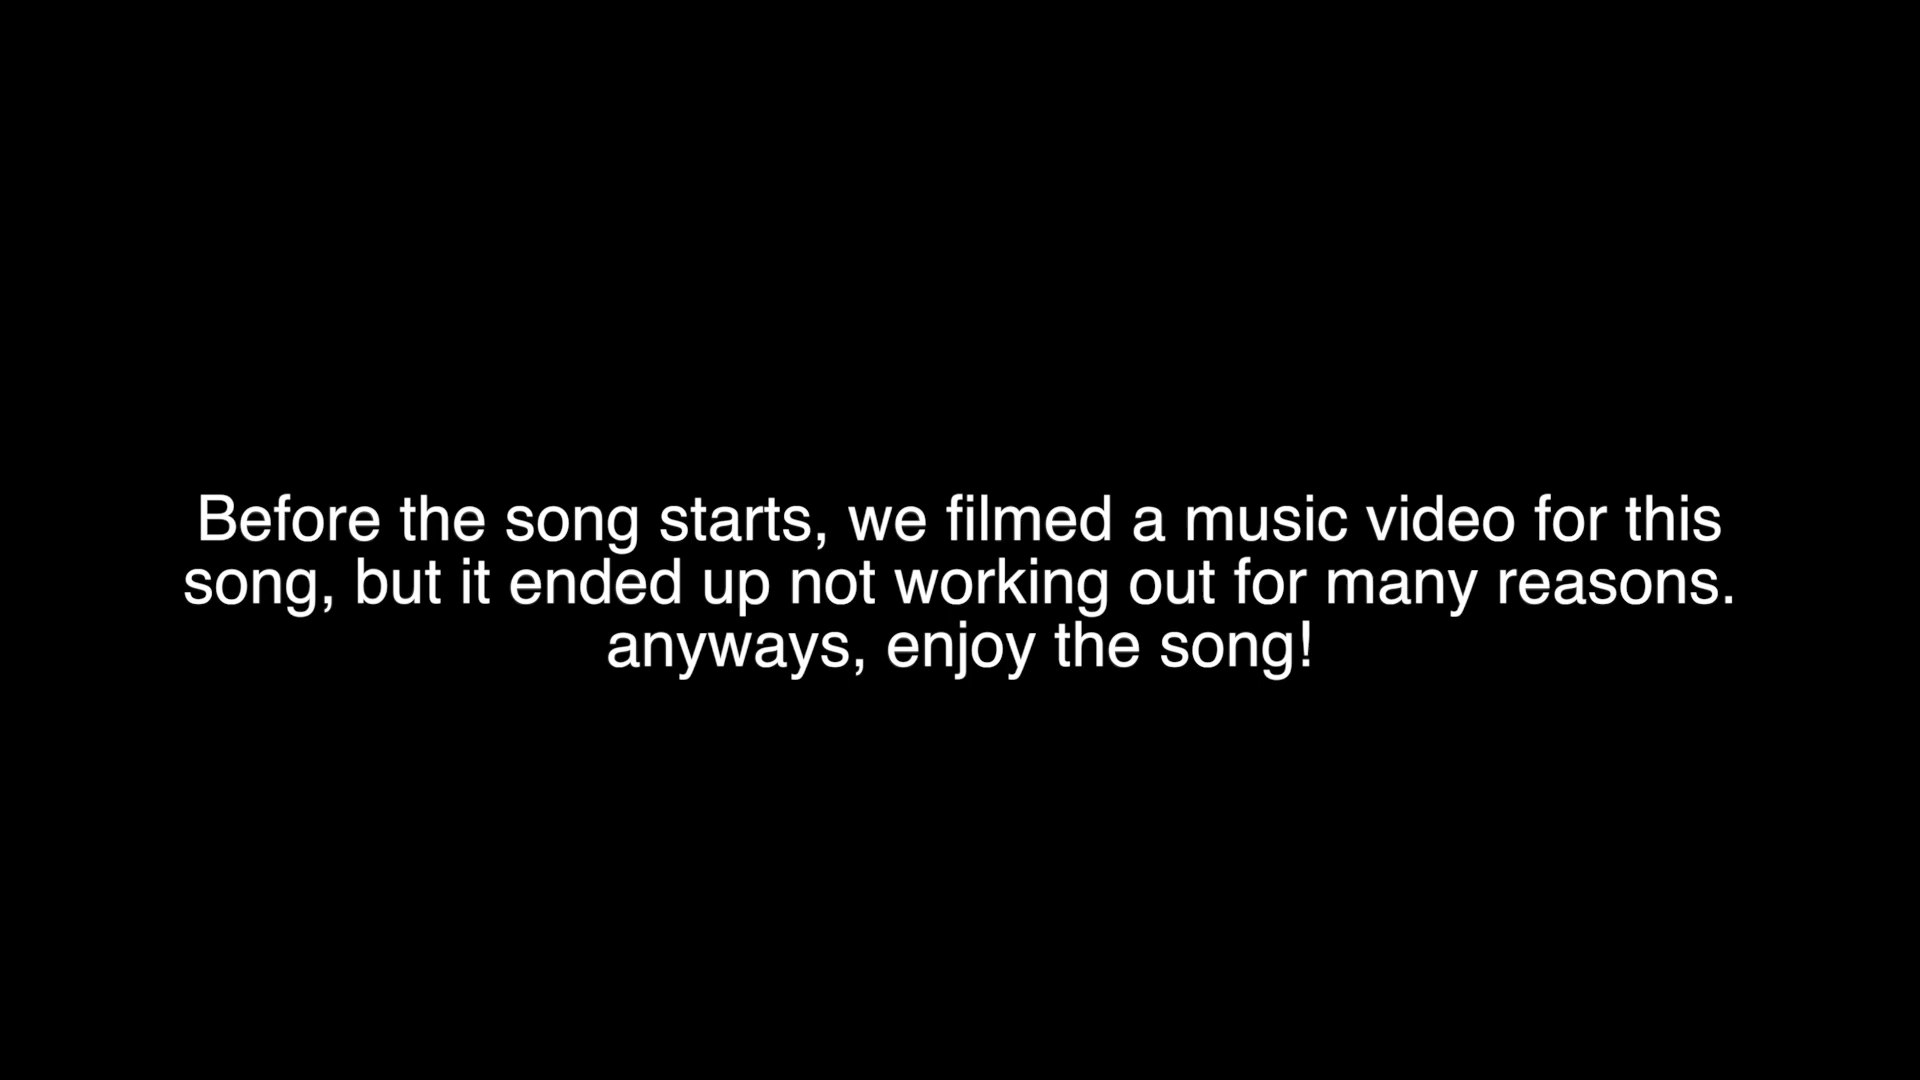 Before the song starts, we filmed a music video for this
song, but it ended up not working out for many reasons.
anyways, enjoy the song!